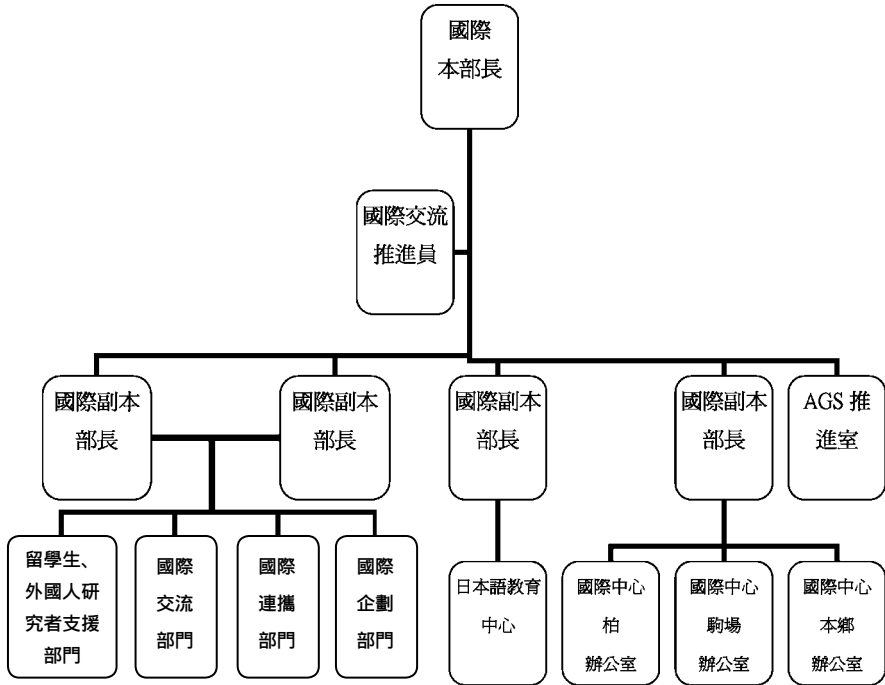 國際
本部長
國際交流
推進員
國際副本
部長
國際副本
部長
國際副本
部長
國際副本
部長
AGS 推
進室
留學生、
外國人研
究者支援
部門
國際
交流
部門
國際
連攜
部門
國際
企劃
部門
日本語教育
中心
國際中心
柏
辦公室
國際中心
駒場
辦公室
國際中心
本鄉
辦公室